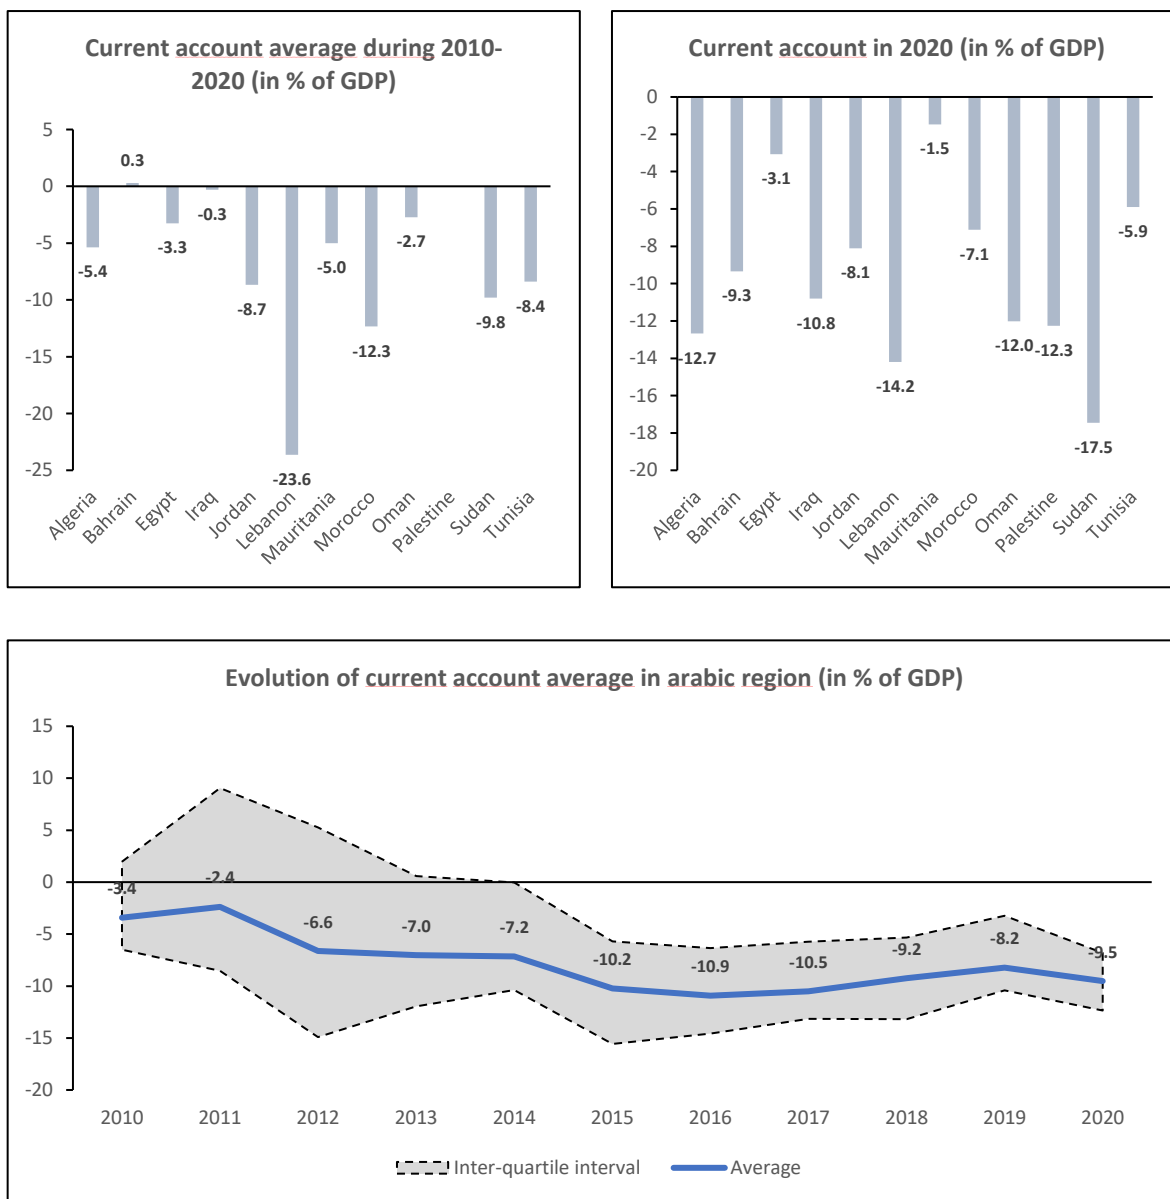 Current account average during 2010-
2020 (in % of GDP)
5
0
-5
-10
-15
-20
-25
0.3
-0.3
-2.7
-3.3
-5.0
-5.4
-8.7
-8.4
-9.8
-12.3
-23.6
Algeria
Bahrain
Egypt
Iraq
Jordan
Lebanon
Mauritania
Morocco
Oman
Palestine
Sudan
Tunisia
Current account in 2020 (in % of GDP)
0
-2
-4
-6
-8
-10
-12
-14
-16
-18
-20
-12.7
-9.3
-3.1
-10.8
-8.1
-14.2
-1.5
-7.1
-12.0
-12.3
-17.5
-5.9
Algeria
Bahrain
Egypt
Iraq
Jordan
Lebanon
Mauritania
Morocco
Oman
Palestine
Sudan
Tunisia
Evolution of current account average in arabic region (in % of GDP)
15
10
5
0
-5
-10
-15
-20
-3.4
-2.4
-6.6
-7.0
-7.2
-10.2
-10.9
-10.5
-9.2
-8.2
-9.5
2010 2011 2012 2013 2014 2015 2016 2017 2018 2019 2020
Inter-quartile interval Average